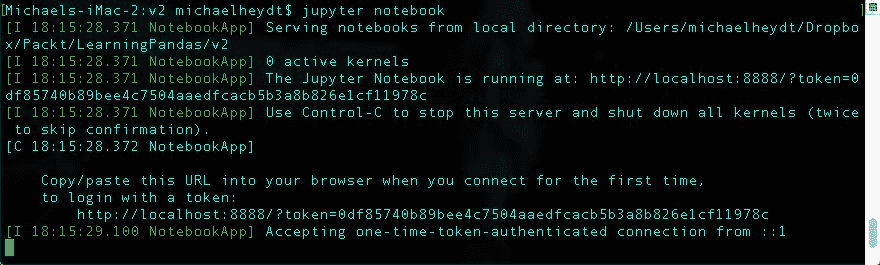 [Michaels-iMac-2:v2 michaelheydt$ jupyter notebook ]
[I 18:15:28.371 NotebookApp] Serving notebooks from local directory: /Users/michaelheydt/Dropbo
x/Packt/LearningPandas/v2
[I 18:15:28.371 NotebookApp] 0 active kernels
[I 18:15:28.371 NotebookApp] The Jupyter Notebook is running at: http://localhost:8888/?token=0
df85740b89bee4c7504aaedfcacb5b3a8b826e1cf11978c
[I 18:15:28.371 NotebookApp] Use Control-C to stop this server and shut down all kernels (twice
 to skip confirmation).
[C 18:15:28.372 NotebookApp]
    Copy/paste this URL into your browser when you connect for the first time,
    to login with a token:
        http://localhost:8888/?token=0df85740b89bee4c7504aaedfcacb5b3a8b826e1cf11978c
[I 18:15:29.100 NotebookApp] Accepting one-time-token-authenticated connection from ::1